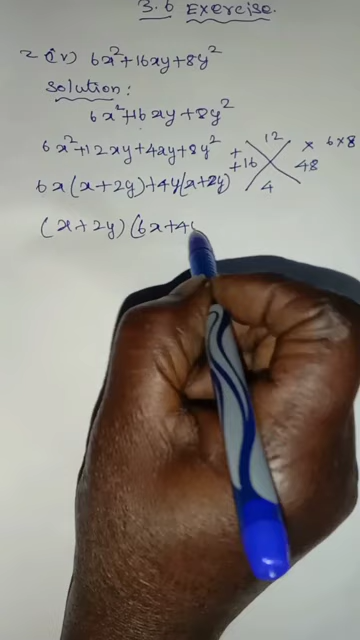 3.6 Exercise.
2 (iv) 6x²+16xy+8y²
Solution:
6x²+16xy+8y²
6x²+12xy+4xy+8y²
+ 12 × 6×8
+16 48
4
6x(x+2y)+4y(x+2y)
(x+2y)(6x+4